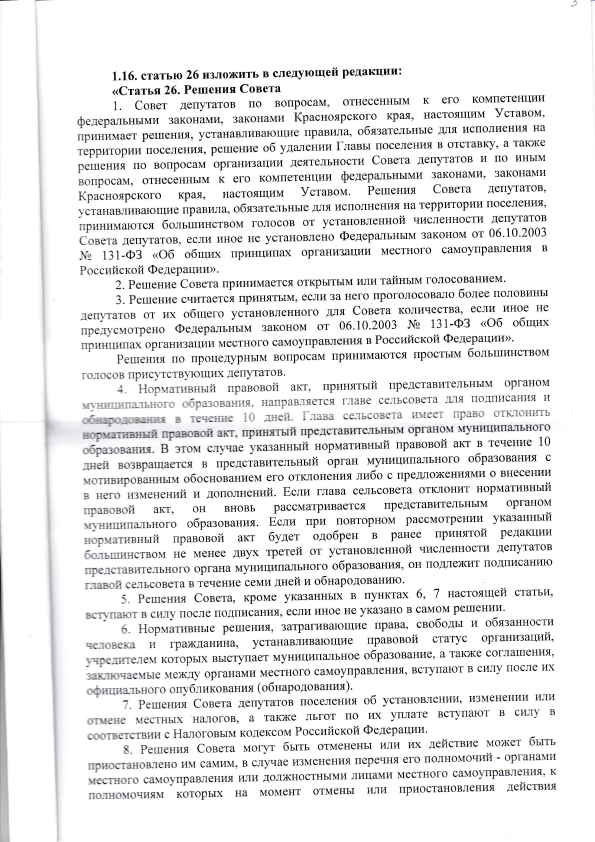 3
1.16. статью 26 изложить в следующей редакции:
«Статья 26. Решения Совета
1. Совет депутатов по вопросам, отнесенным к его компетенции
федеральными законами, законами Красноярского края, настоящим Уставом,
принимает решения, устанавливающие правила, обязательные для исполнения на
территории поселения, решение об удалении Главы поселения в отставку, а также
решения по вопросам организации деятельности Совета депутатов и по иным
вопросам, отнесенным к его компетенции федеральными законами, законами
Красноярского края, настоящим Уставом. Решения Совета депутатов,
устанавливающие правила, обязательные для исполнения на территории поселения,
принимаются большинством голосов от установленной численности депутатов
Совета депутатов, если иное не установлено Федеральным законом от 06.10.2003
№ 131-ФЗ «Об общих принципах организации местного самоуправления в
Российской Федерации».
2. Решение Совета принимается открытым или тайным голосованием.
3. Решение считается принятым, если за него проголосовало более половины
депутатов от их общего установленного для Совета количества, если иное не
предусмотрено Федеральным законом от 06.10.2003 № 131-ФЗ «Об общих
принципах организации местного самоуправления в Российской Федерации».
Решения по процедурным вопросам принимаются простым большинством
голосов присутствующих депутатов.
4. Нормативный правовой акт, принятый представительным органом
муниципального образования, направляется главе сельсовета для подписания и
обнародования в течение 10 дней. Глава сельсовета имеет право отклонить
нормативный правовой акт, принятый представительным органом муниципального
образования. В этом случае указанный нормативный правовой акт в течение 10
дней возвращается в представительный орган муниципального образования с
мотивированным обоснованием его отклонения либо с предложениями о внесении
в него изменений и дополнений. Если глава сельсовета отклонит нормативный
правовой акт, он вновь рассматривается представительным органом
муниципального образования. Если при повторном рассмотрении указанный
нормативный правовой акт будет одобрен в ранее принятой редакции
большинством не менее двух третей от установленной численности депутатов
представительного органа муниципального образования, он подлежит подписанию
главой сельсовета в течение семи дней и обнародованию.
5. Решения Совета, кроме указанных в пунктах 6, 7 настоящей статьи,
вступают в силу после подписания, если иное не указано в самом решении.
6. Нормативные решения, затрагивающие права, свободы и обязанности
человека и гражданина, устанавливающие правовой статус организаций,
учредителем которых выступает муниципальное образование, а также соглашения,
заключаемые между органами местного самоуправления, вступают в силу после их
официального опубликования (обнародования).
7. Решения Совета депутатов поселения об установлении, изменении или
отмене местных налогов, а также льгот по их уплате вступают в силу в
соответствии с Налоговым кодексом Российской Федерации.
8. Решения Совета могут быть отменены или их действие может быть
приостановлено им самим, в случае изменения перечня его полномочий - органами
местного самоуправления или должностными лицами местного самоуправления, к
полномочиям которых на момент отмены или приостановления действия